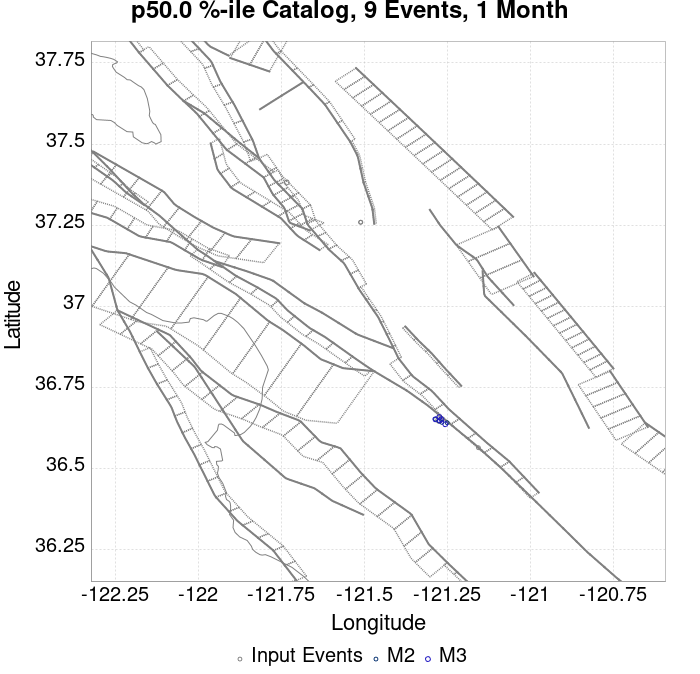 p50.0 %-ile Catalog, 9 Events, 1 Month
Latitude
37.75
37.5
37.25
37
36.75
36.5
36.25
-122.25 -122 -121.75 -121.5 -121.25 -121 -120.75
Longitude
Input Events M2 M3